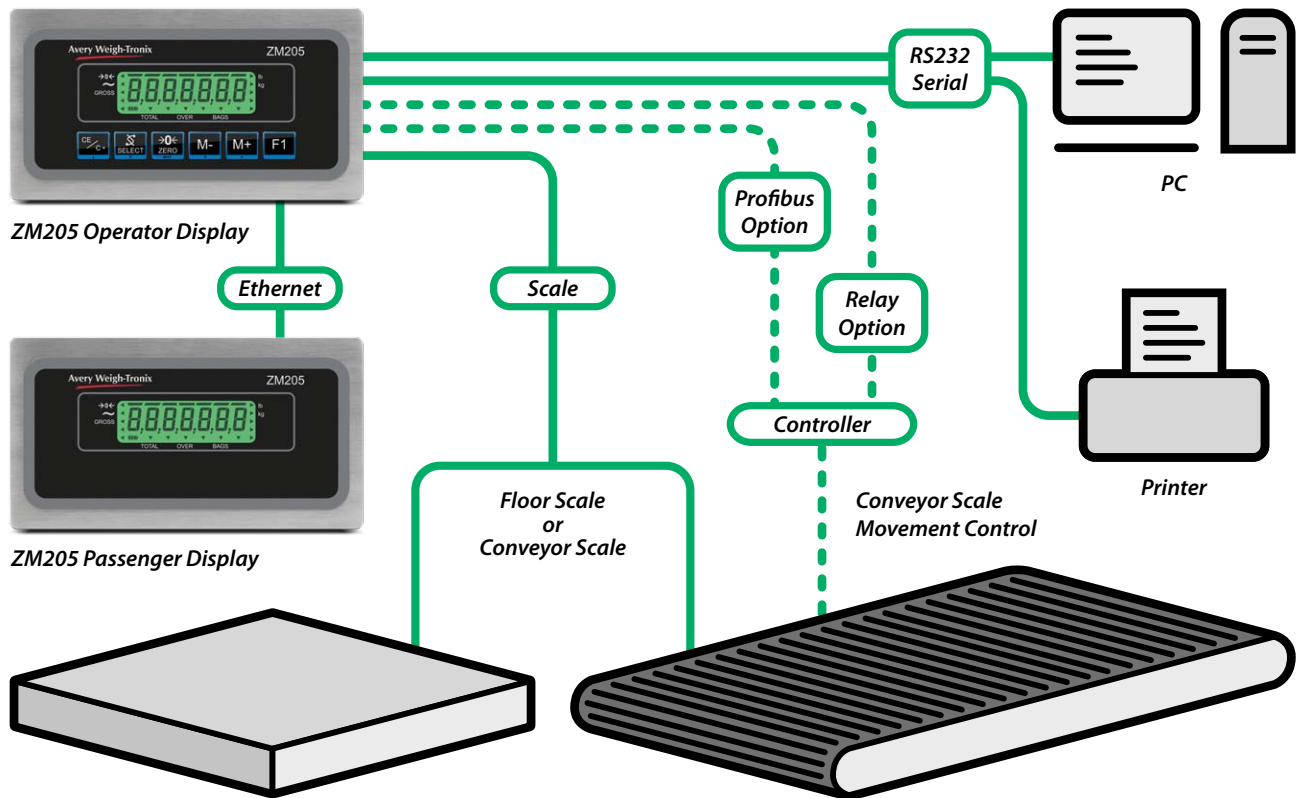 Avery Weigh-Tronix
ZM205
→0←
~
GROSS
8,8,8,8,8,8,8
lb
kg
TOTAL OVER BAGS
CE/C
SELECT
→0←
ZERO
M-
M+
F1
ZM205 Operator Display
RS232
Serial
PC
Profibus
Option
Ethernet
Scale
Relay
Option
Avery Weigh-Tronix
ZM205
→0←
~
GROSS
8,8,8,8,8,8,8
lb
kg
TOTAL OVER BAGS
ZM205 Passenger Display
Controller
Printer
Floor Scale
or
Conveyor Scale
Conveyor Scale
Movement Control